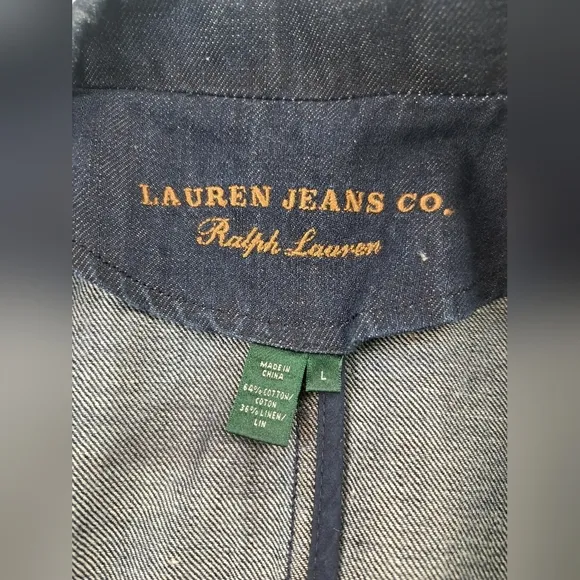 LAUREN JEANS CO.
Ralph Lauren
MADE IN
CHINA
64% COTTON/
COTON
36% LINEN/
LIN
L